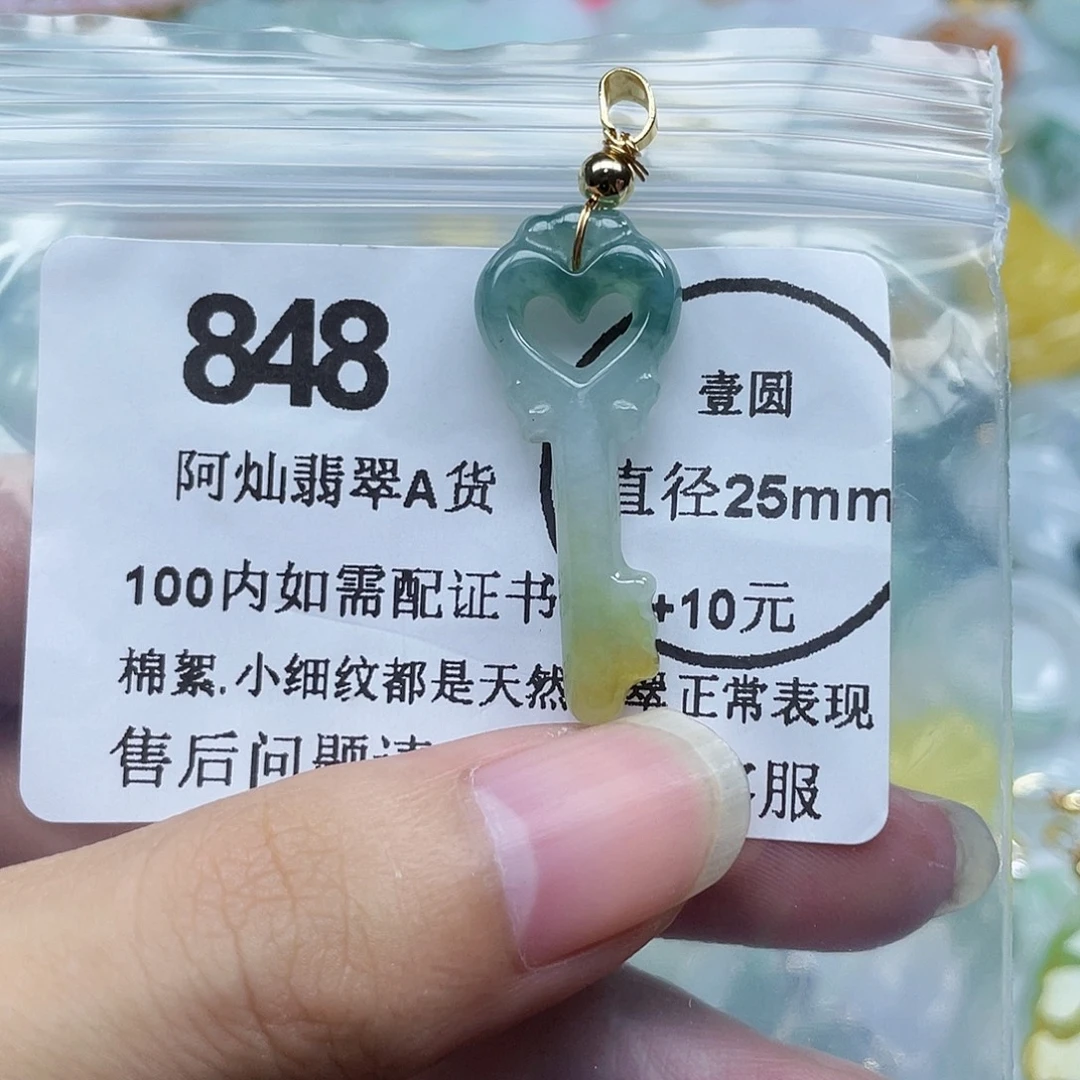 848
壹圆
阿灿翡翠A货
直径25mm
100内如需配证书+10元
棉絮.小细纹都是天然翠正常表现
售后问题请客服